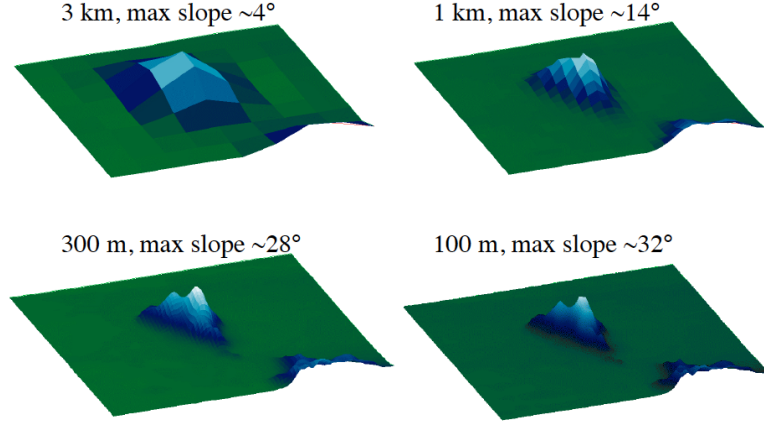 3 km, max slope ~4°
1 km, max slope ~14°
300 m, max slope ~28°
100 m, max slope ~32°